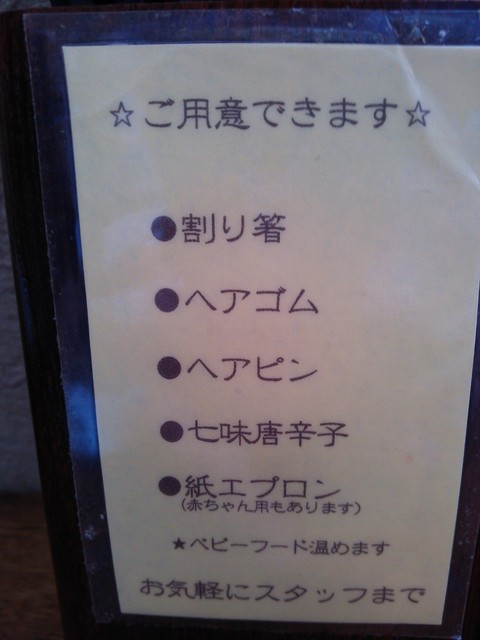 ☆ご用意できます☆
●割り箸
●ヘアゴム
●ヘアピン
●七味唐辛子
●紙エプロン
(赤ちゃん用もあります)
★ベビーフード温めます
お気軽にスタッフまで